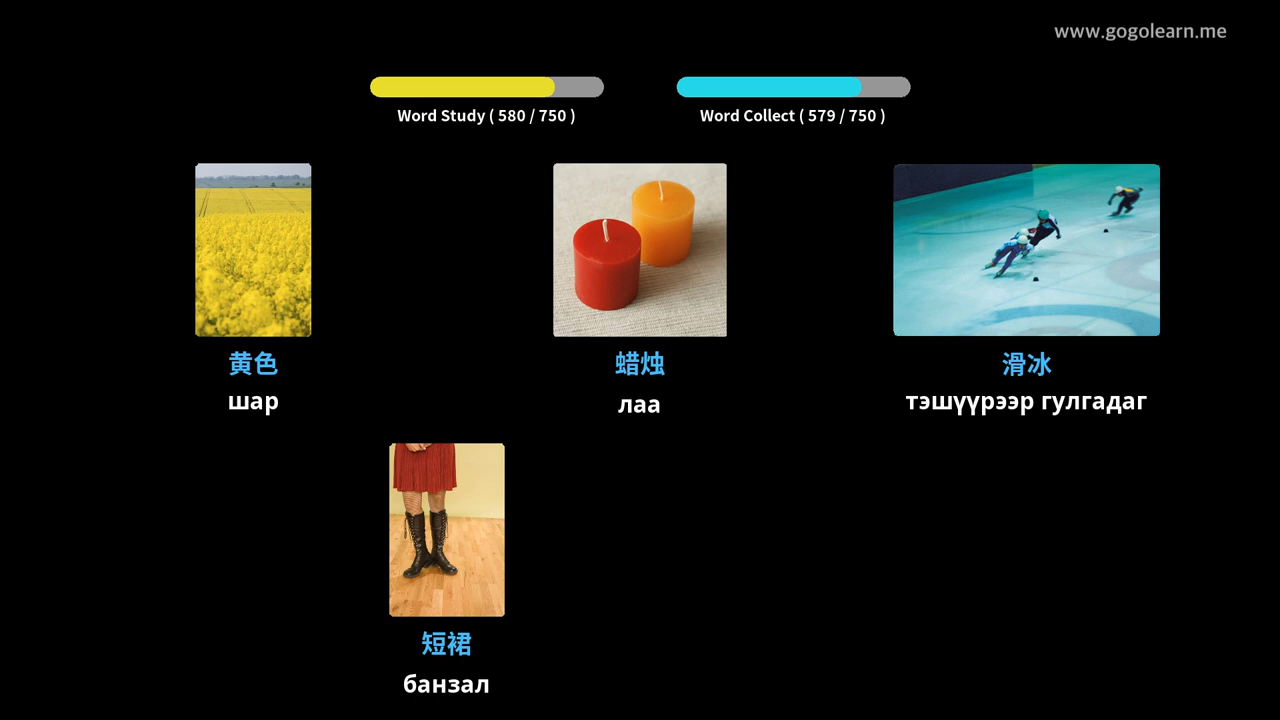 www.gogolearn.me
Word Study ( 580 / 750 )
Word Collect ( 579 / 750 )
黄色
шар
蜡烛
лаа
滑冰
тэшүүрээр гулгадаг
短裙
банзал